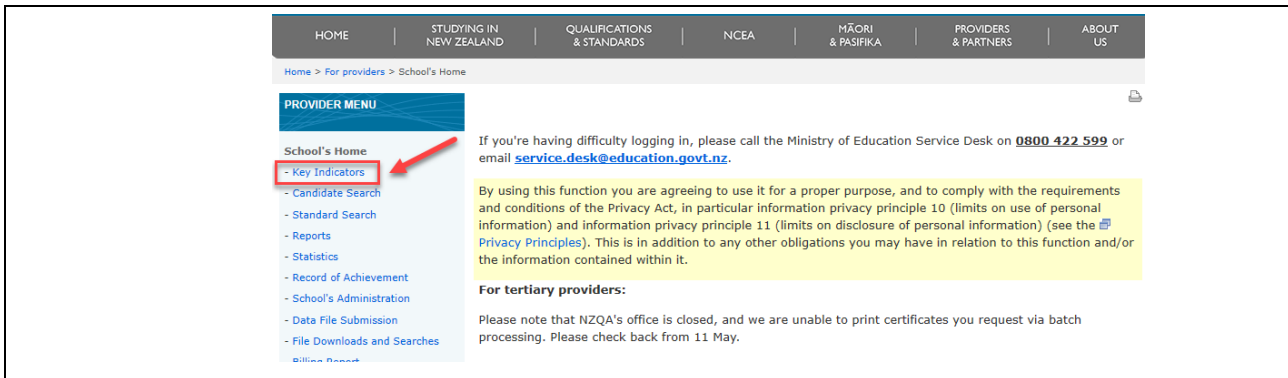 HOME
STUDYING IN
NEW ZEALAND
QUALIFICATIONS
& STANDARDS
NCEA
MĀORI
& PASIFIKA
PROVIDERS
& PARTNERS
ABOUT
US
Home > For providers > School's Home
PROVIDER MENU
School's Home
- Key Indicators
- Candidate Search
- Standard Search
- Reports
- Statistics
- Record of Achievement
- School's Administration
- Data File Submission
- File Downloads and Searches
- Billing Report
If you're having difficulty logging in, please call the Ministry of Education Service Desk on 0800 422 599 or
email service.desk@education.govt.nz.
By using this function you are agreeing to use it for a proper purpose, and to comply with the requirements
and conditions of the Privacy Act, in particular information privacy principle 10 (limits on use of personal
information) and information privacy principle 11 (limits on disclosure of personal information) (see the
Privacy Principles). This is in addition to any other obligations you may have in relation to this function and/or
the information contained within it.
For tertiary providers:
Please note that NZQA's office is closed, and we are unable to print certificates you request via batch
processing. Please check back from 11 May.